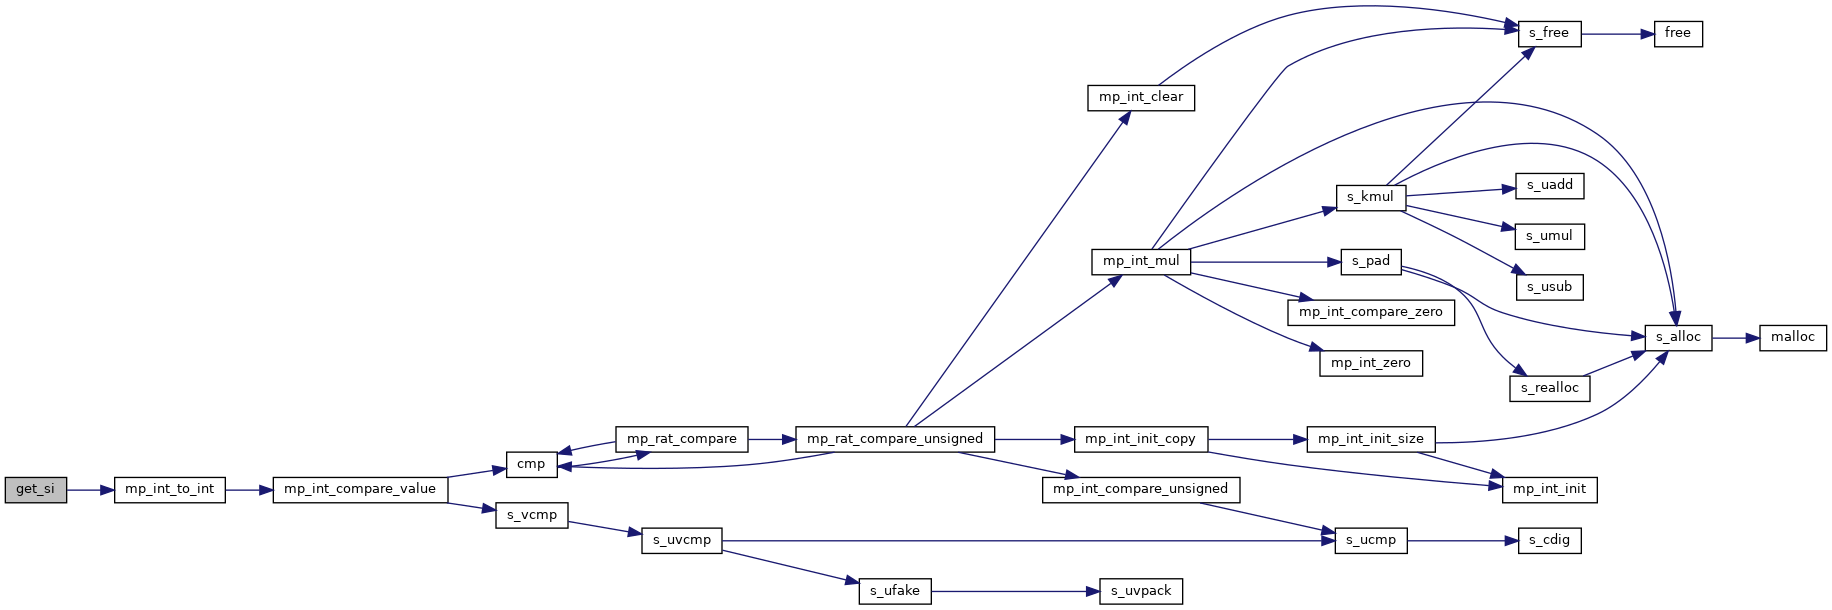 s_free
free
mp_int_clear
s_uadd
s_kmul
s_umul
mp_int_mul
s_pad
s_usub
mp_int_compare_zero
s_alloc
malloc
mp_int_zero
s_realloc
mp_rat_compare
mp_rat_compare_unsigned
mp_int_init_copy
mp_int_init_size
cmp
get_si
mp_int_to_int
mp_int_compare_value
mp_int_compare_unsigned
mp_int_init
s_vcmp
s_uvcmp
s_ucmp
s_cdig
s_ufake
s_uvpack